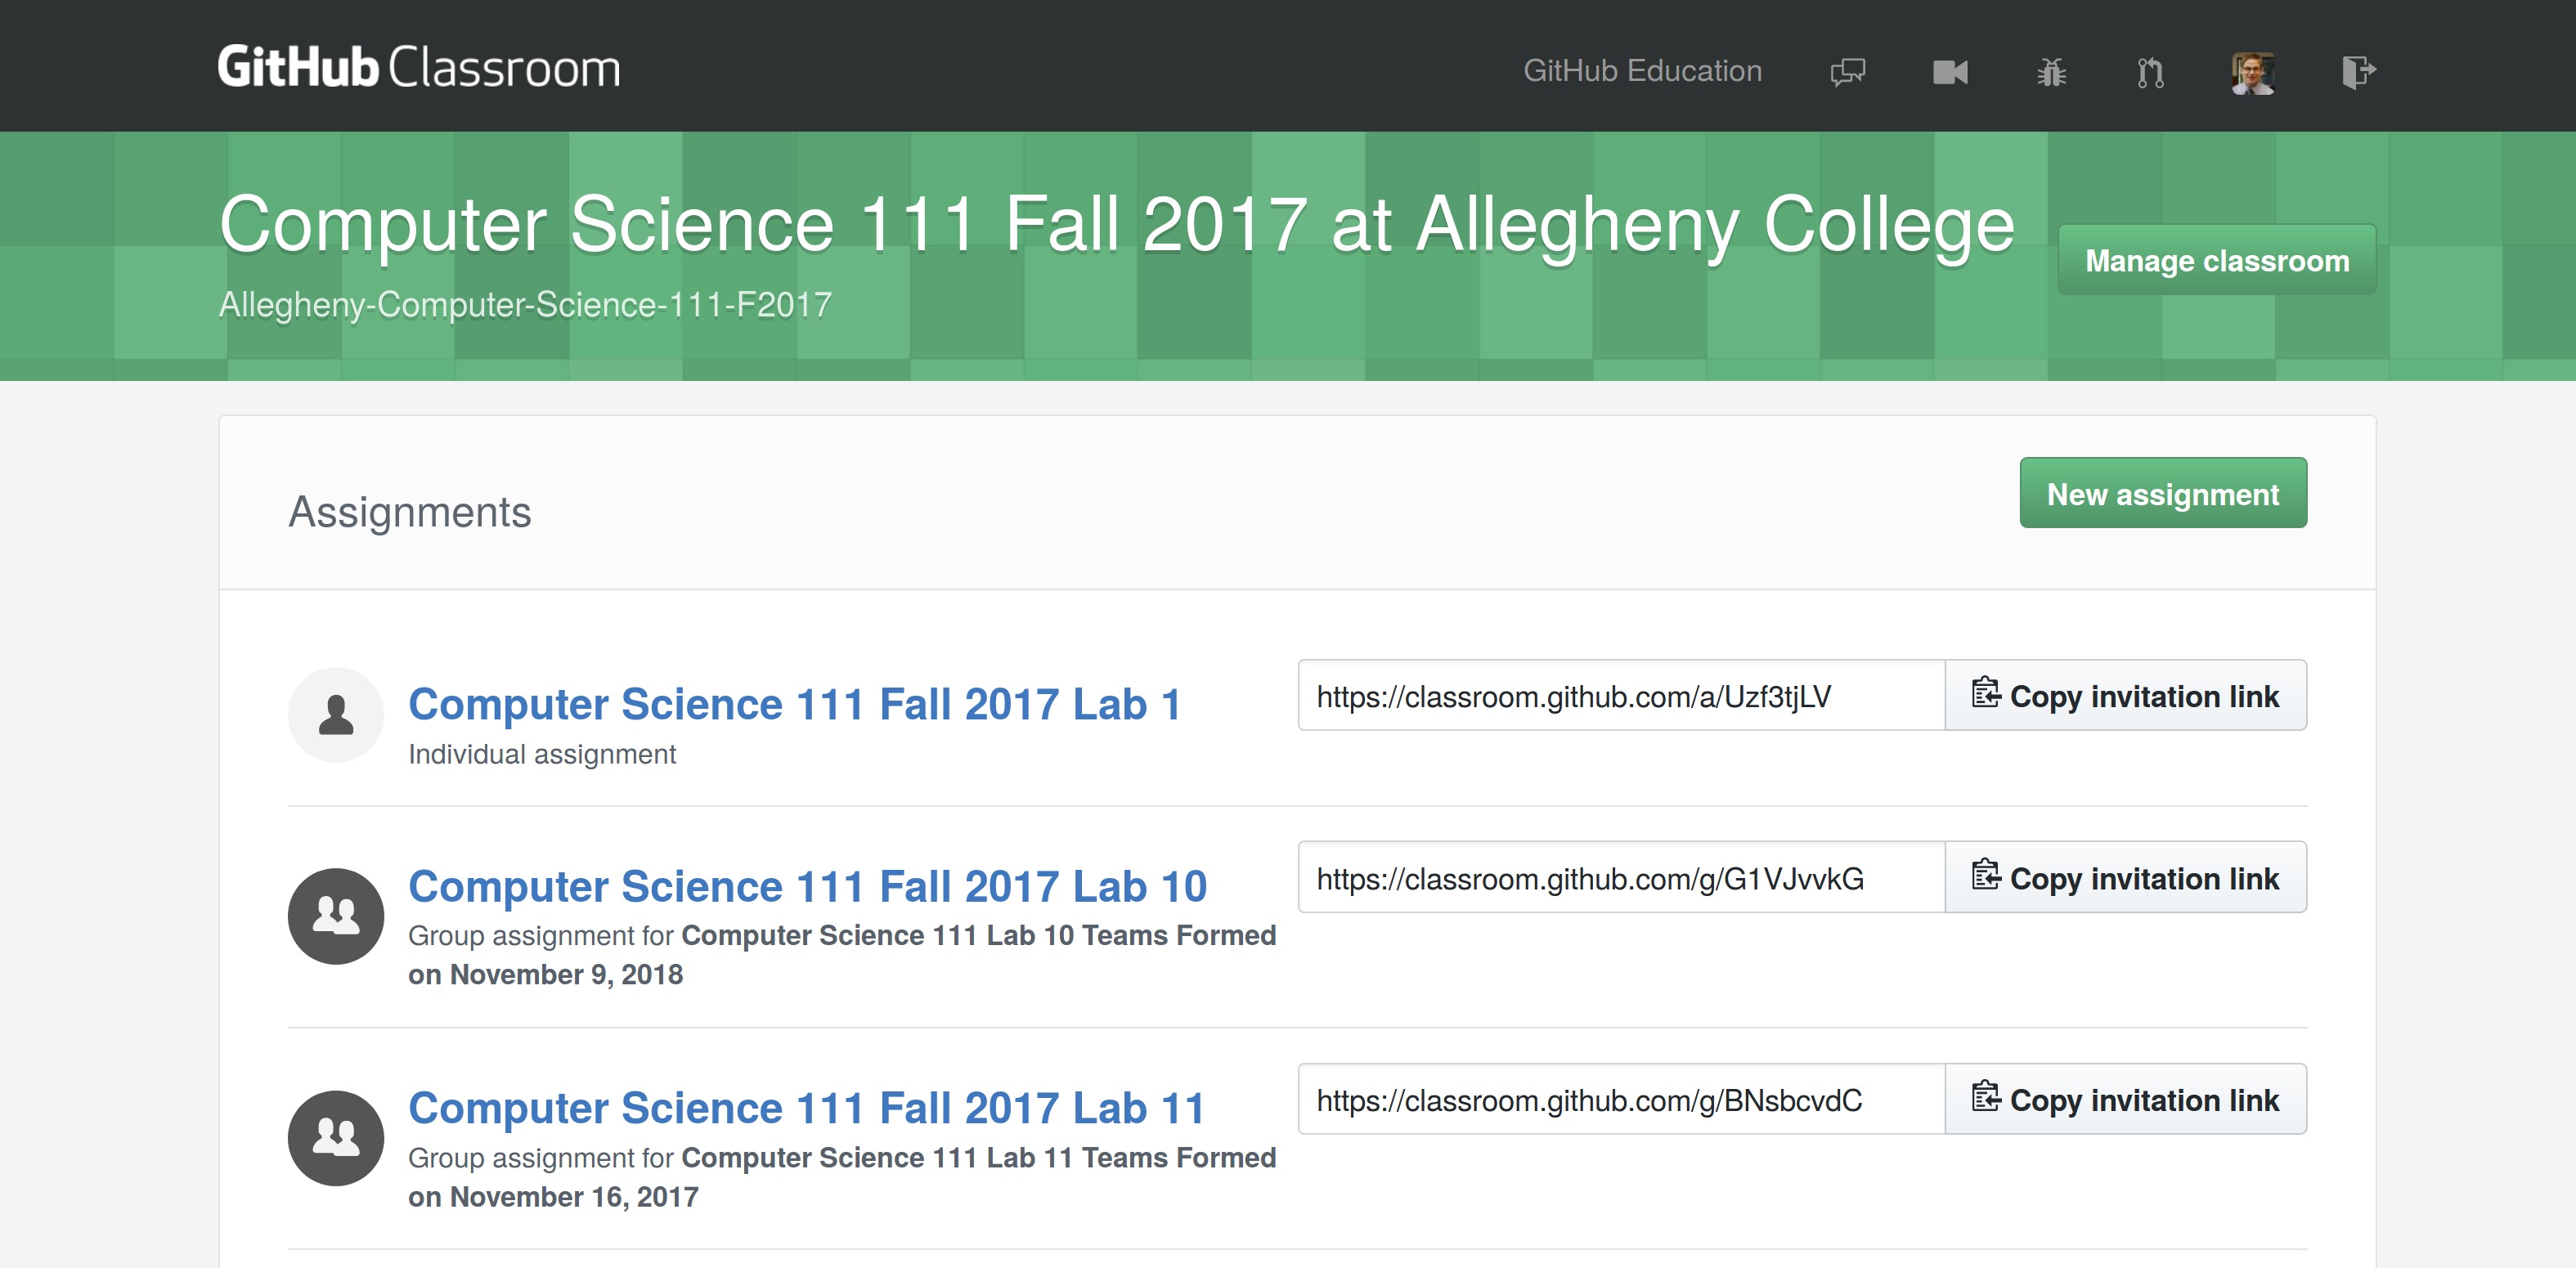 GitHub Classroom
GitHub Education
Computer Science 111 Fall 2017 at Allegheny College
Allegheny-Computer-Science-111-F2017
Manage classroom
Assignments
New assignment
Computer Science 111 Fall 2017 Lab 1
Individual assignment
https://classroom.github.com/a/Uzf3tjLV
Copy invitation link
Computer Science 111 Fall 2017 Lab 10
Group assignment for Computer Science 111 Lab 10 Teams Formed
on November 9, 2018
https://classroom.github.com/g/G1VJvvkG
Copy invitation link
Computer Science 111 Fall 2017 Lab 11
Group assignment for Computer Science 111 Lab 11 Teams Formed
on November 16, 2017
https://classroom.github.com/g/BNsbcvdC
Copy invitation link